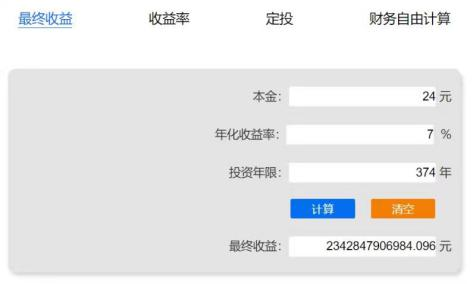 最终收益 收益率 定投 财务自由计算
本金: 24 元
年化收益率: 7 %
投资年限: 374 年
计算 清空
最终收益: 2342847906984.096 元